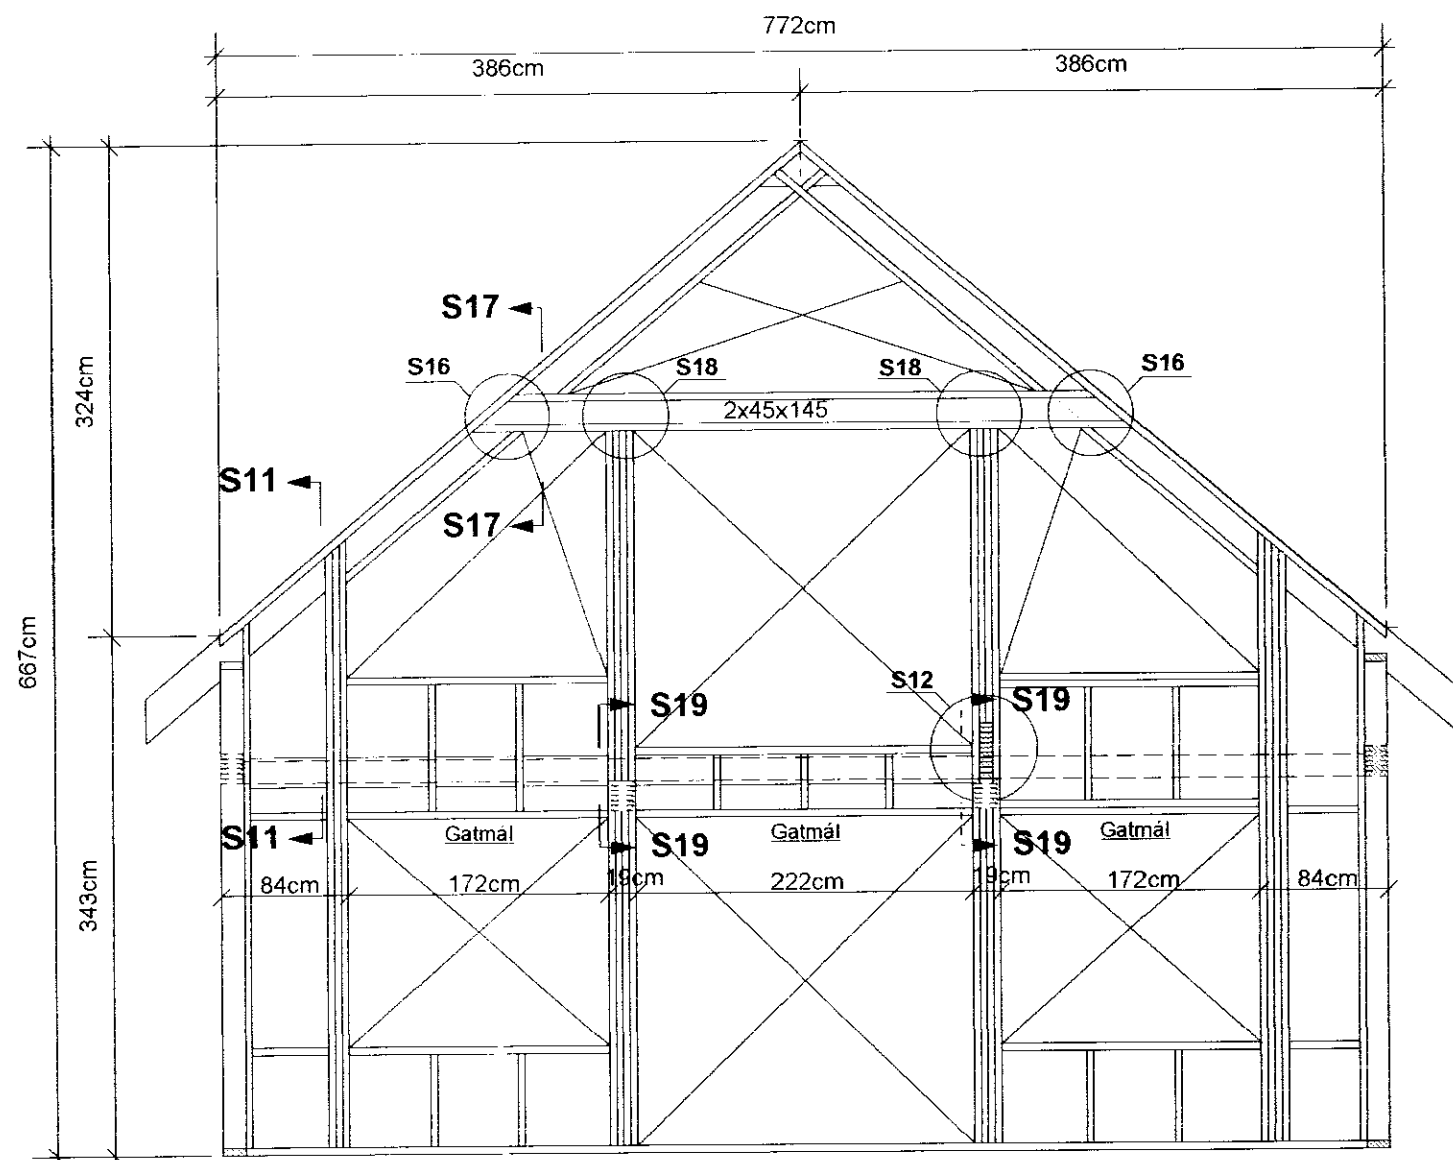 772cm
386cm
386cm
S17
S16
S18
S18
S16
324cm
2x45x145
S11
S17
667cm
S12
S19
S19
S11
Gatmál
Gatmál
Gatmál
S19
S19
343cm
84cm
172cm
19cm
222cm
19cm
172cm
84cm